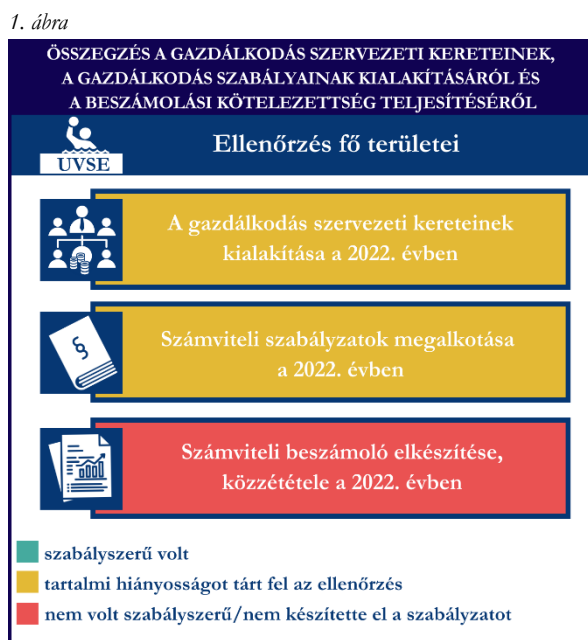 1. ábra
ÖSSZEGZÉS A GAZDÁLKODÁS SZERVEZETI KERETEINEK,
A GAZDÁLKODÁS SZABÁLYAINAK KIALAKÍTÁSÁRÓL ÉS
A BESZÁMOLÁSI KÖTELEZETTSÉG TELJESÍTÉSÉRŐL
UVSE
Ellenőrzés fő területei
A gazdálkodás szervezeti kereteinek
kialakítása a 2022. évben
§
Számviteli szabályzatok megalkotása
a 2022. évben
Számviteli beszámoló elkészítése,
közzététele a 2022. évben
szabályszerű volt
tartalmi hiányosságot tárt fel az ellenőrzés
nem volt szabályszerű/nem készítette el a szabályzatot